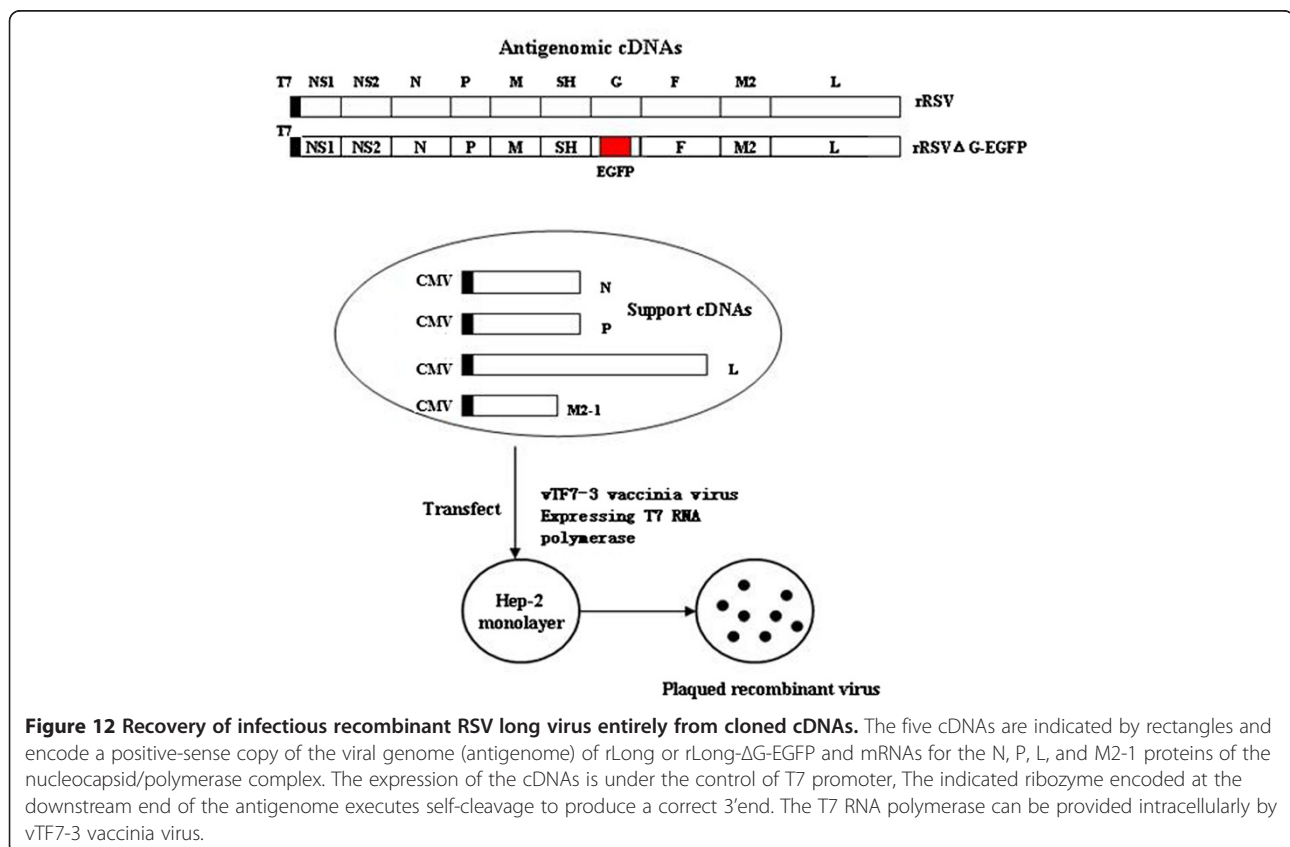 Antigenomic cDNAs
T7 NS1 NS2 N P M SH G F M2 L
rRSV
T7
NS1 NS2 N P M SH F M2 L rRSV Δ G-EGFP
EGFP
CMV N
Support cDNAs
CMV P
CMV L
CMV M2-1
Transfect
vTF7-3 vaccinia virus
Expressing T7 RNA
polymerase
Hep-2
monolayer
Plaqued recombinant virus
Figure 12 Recovery of infectious recombinant RSV long virus entirely from cloned cDNAs. The five cDNAs are indicated by rectangles and
encode a positive-sense copy of the viral genome (antigenome) of rLong or rLong-ΔG-EGFP and mRNAs for the N, P, L, and M2-1 proteins of the
nucleocapsid/polymerase complex. The expression of the cDNAs is under the control of T7 promoter, The indicated ribozyme encoded at the
downstream end of the antigenome executes self-cleavage to produce a correct 3'end. The T7 RNA polymerase can be provided intracellularly by
vTF7-3 vaccinia virus.